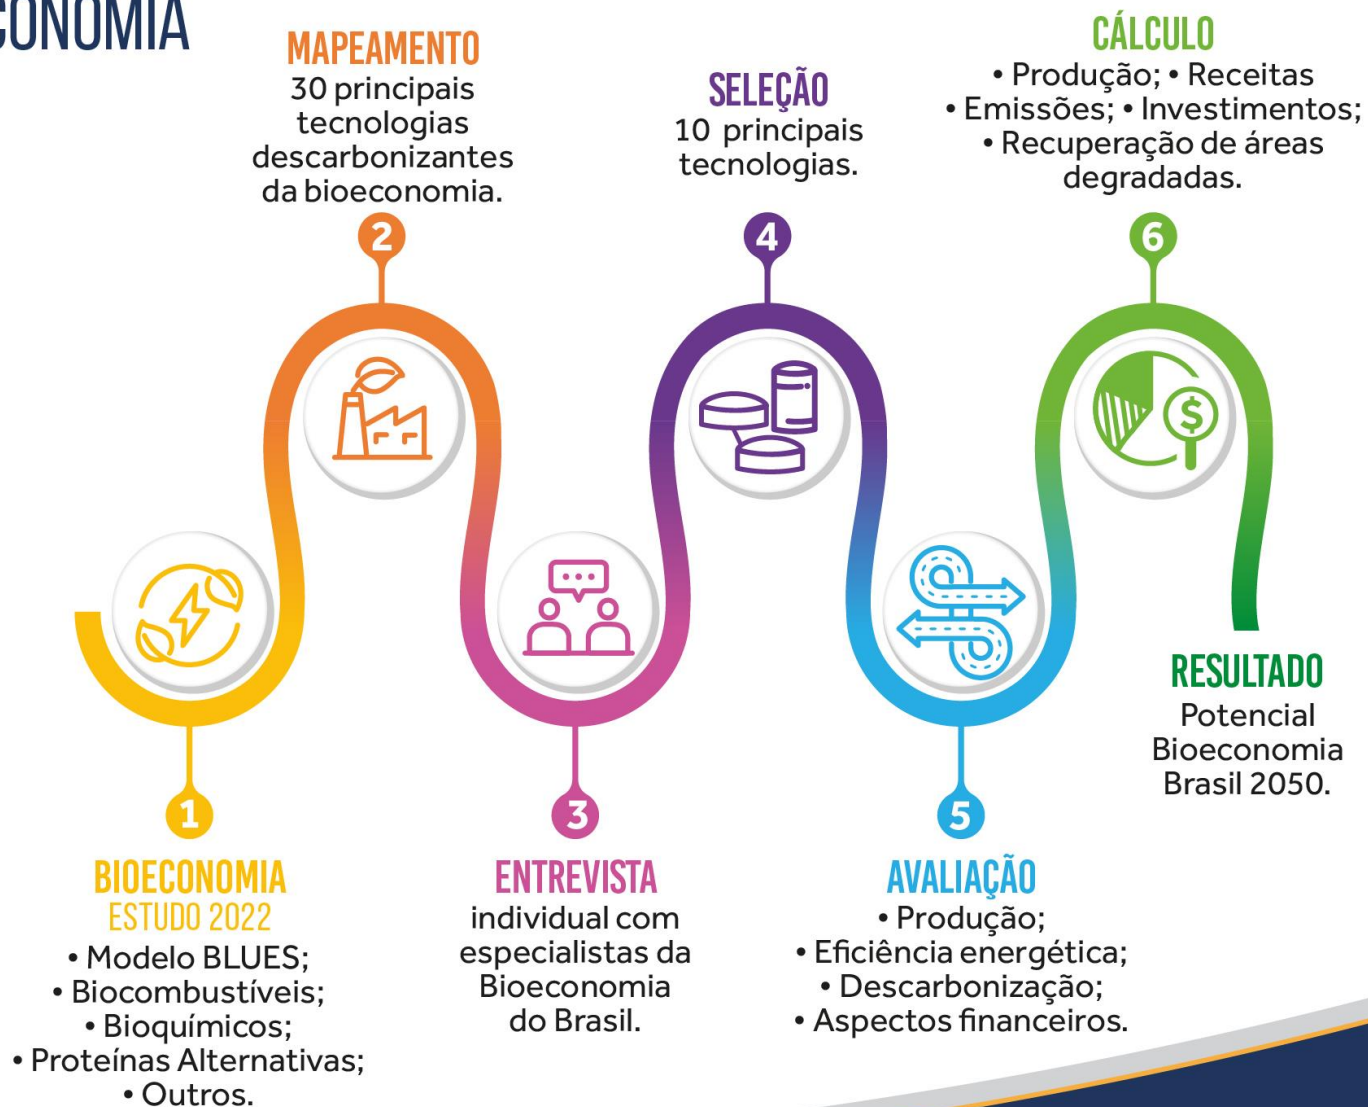 CONOMIA
1
BIOECONOMIA
ESTUDO 2022
• Modelo BLUES;
• Biocombustíveis;
• Bioquímicos;
• Proteínas Alternativas;
• Outros.
MAPEAMENTO
30 principais
tecnologias
descarbonizantes
da bioeconomia.
2
3
ENTREVISTA
individual com
especialistas da
Bioeconomia
do Brasil.
SELEÇÃO
10 principais
tecnologias.
4
5
AVALIAÇÃO
• Produção;
• Eficiência energética;
• Descarbonização;
• Aspectos financeiros.
CÁLCULO
• Produção; • Receitas
• Emissões; • Investimentos;
• Recuperação de áreas
degradadas.
6
$
RESULTADO
Potencial
Bioeconomia
Brasil 2050.